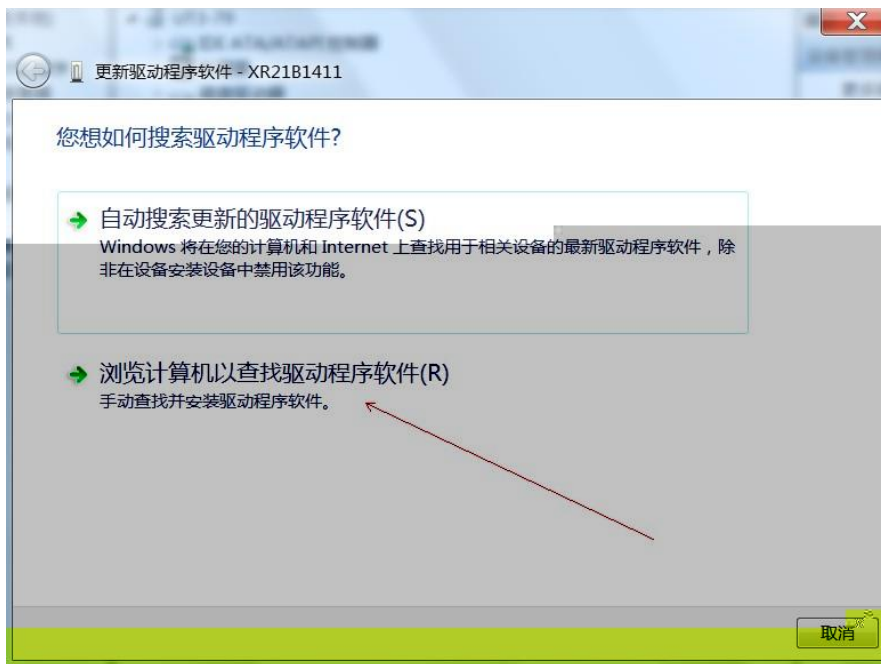 更新驱动程序软件 - XR21B1411
您想如何搜索驱动程序软件?
自动搜索更新的驱动程序软件(S)
Windows 将在您的计算机和 Internet 上查找用于相关设备的最新驱动程序软件，除
非在设备安装设备中禁用该功能。
浏览计算机以查找驱动程序软件(R)
手动查找并安装驱动程序软件。
取消